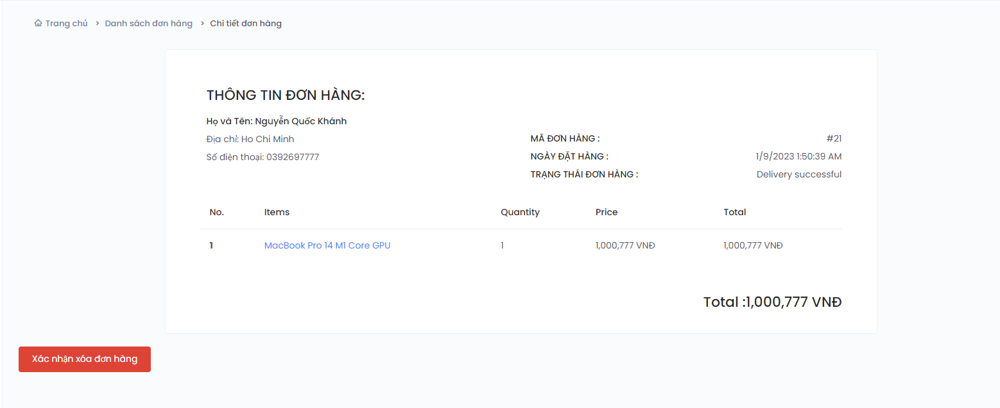 Trang chủ > Danh sách đơn hàng > Chi tiết đơn hàng
THÔNG TIN ĐƠN HÀNG:
Họ và Tên: Nguyễn Quốc Khánh
Địa chỉ: Ho Chi Minh
Số điện thoại: 0392697777
MÃ ĐƠN HÀNG : #21
NGÀY ĐẶT HÀNG : 1/9/2023 1:50:39 AM
TRẠNG THÁI ĐƠN HÀNG : Delivery successful
No. Items Quantity Price Total
1 MacBook Pro 14 M1 Core GPU 1 1,000,777 VNĐ 1,000,777 VNĐ
Total :1,000,777 VNĐ
Xác nhận xóa đơn hàng